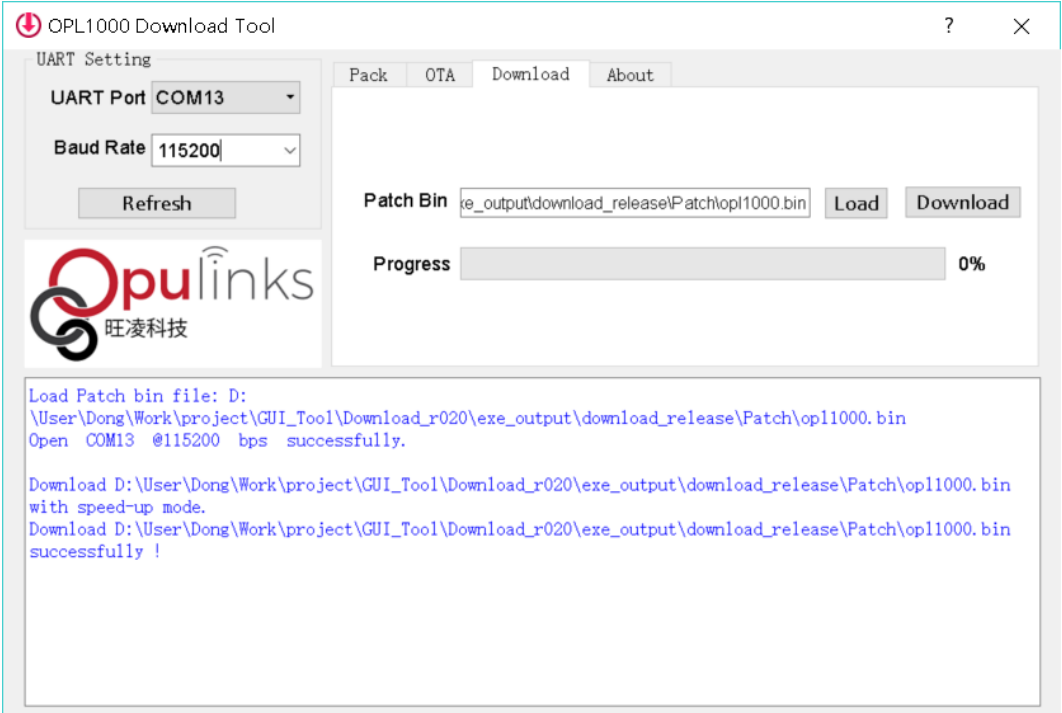 OPL1000 Download Tool
?
UART Setting
UART Port COM13
Baud Rate 115200
Refresh
Opulinks
旺凌科技
Pack OTA Download About
Patch Bin e_output\download_release\Patch\opl1000.bin Load Download
Progress 0%
Load Patch bin file: D:
\User\Dong\Work\project\GUI_Tool\Download_r020\exe_output\download_release\Patch\opl1000.bin
Open COM13 @115200 bps successfully.
Download D:\User\Dong\Work\project\GUI_Tool\Download_r020\exe_output\download_release\Patch\opl1000.bin
with speed-up mode.
Download D:\User\Dong\Work\project\GUI_Tool\Download_r020\exe_output\download_release\Patch\opl1000.bin
successfully !